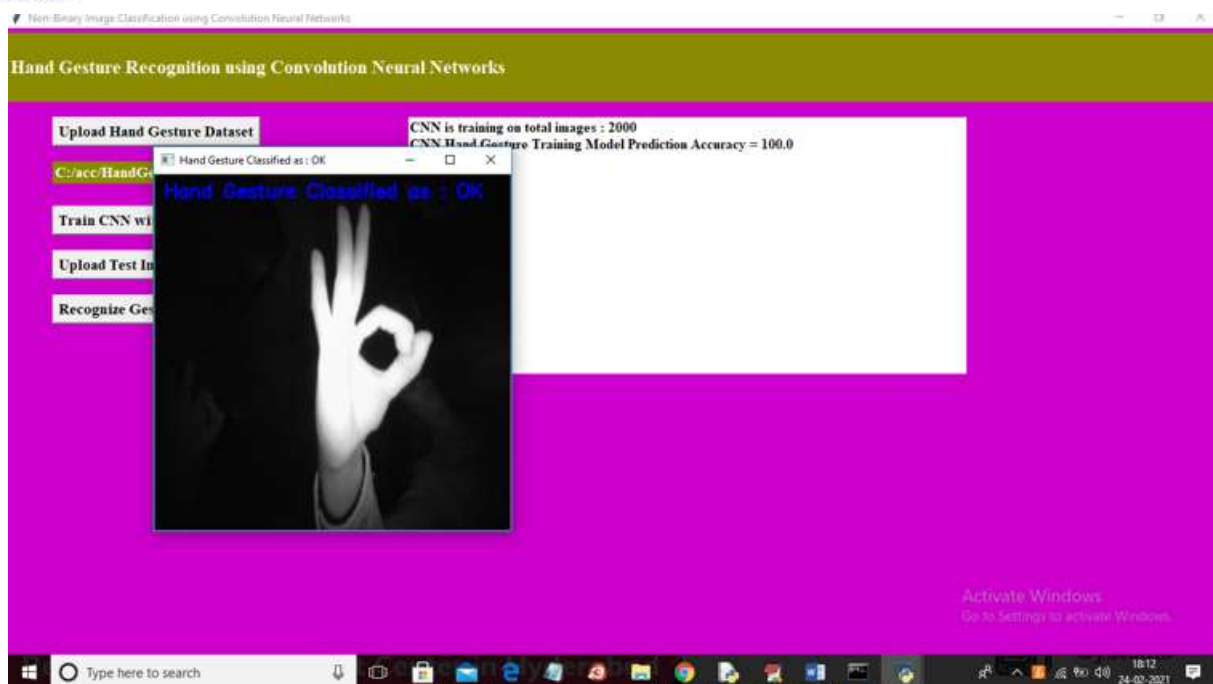 Non-Binary Image Classification using Convolution Neural Networks
Hand Gesture Recognition using Convolution Neural Networks
Upload Hand Gesture Dataset
C:/acc/HandGe
Train CNN wi
Upload Test Im
Recognize Ges
CNN is training on total images : 2000
CNN Hand Gesture Training Model Prediction Accuracy = 100.0
Hand Gesture Classified as : OK
Hand Gesture Classified as : OK
Activate Windows
Go to Settings to activate Windows.
Type here to search
18:12
24-02-2021